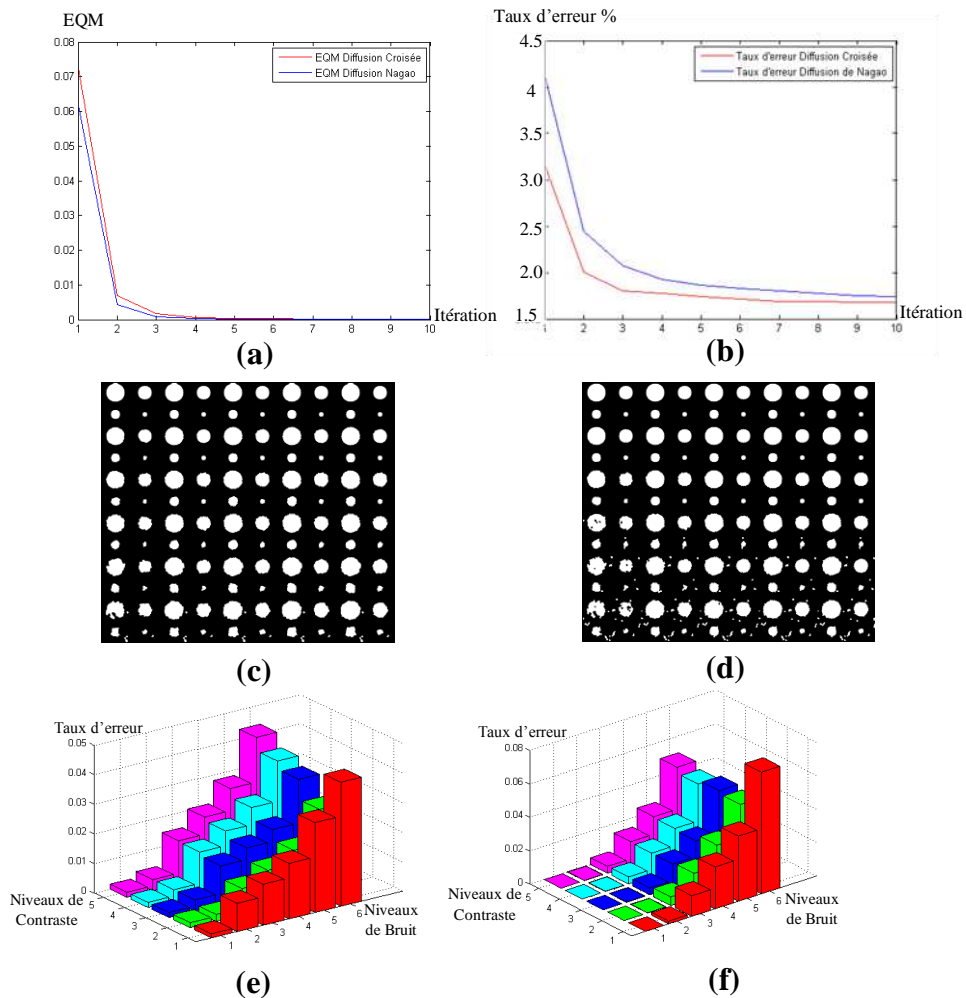 EQM
0.08
0.07
0.06
0.05
0.04
0.03
0.02
0.01
0
EQM Diffusion Croisée
EQM Diffusion Nagao
1 2 3 4 5 6 7 8 9 10
Itération
(a)
Taux d'erreur %
4.5
4
3.5
3.0
2.5
2.0
1.5
Taux d'erreur Diffusion Croisée
Taux d'erreur Diffusion de Nagao
1 2 3 4 5 6 7 8 9 10
Itération
(b)
(c)
(d)
Taux d'erreur
0.05
0.04
0.03
0.02
0.01
0
Niveaux de
Contraste
5 4 3 2 1
1 2 3 4 5 6
Niveaux
de Bruit
(e)
Taux d'erreur
0.08
0.06
0.04
0.02
0
Niveaux de
Contraste
5 4 3 2 1
1 2 3 4 5 6
Niveaux
de Bruit
(f)